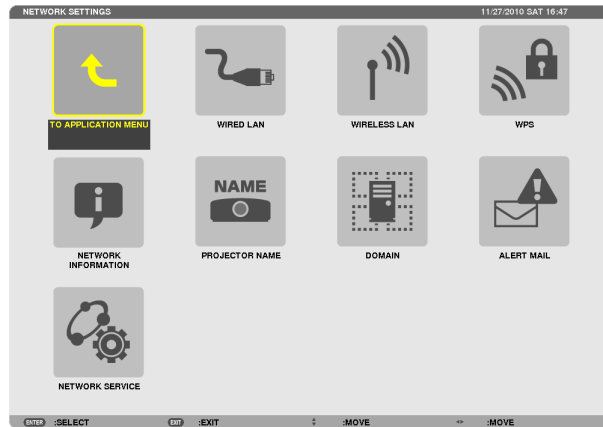 NETWORK SETTINGS 11/27/2010 SAT 16:47
TO APPLICATION MENU WIRED LAN WIRELESS LAN WPS
NAME
NETWORK
INFORMATION PROJECTOR NAME DOMAIN ALERT MAIL
NETWORK SERVICE
ENTER :SELECT EXIT :EXIT :MOVE :MOVE